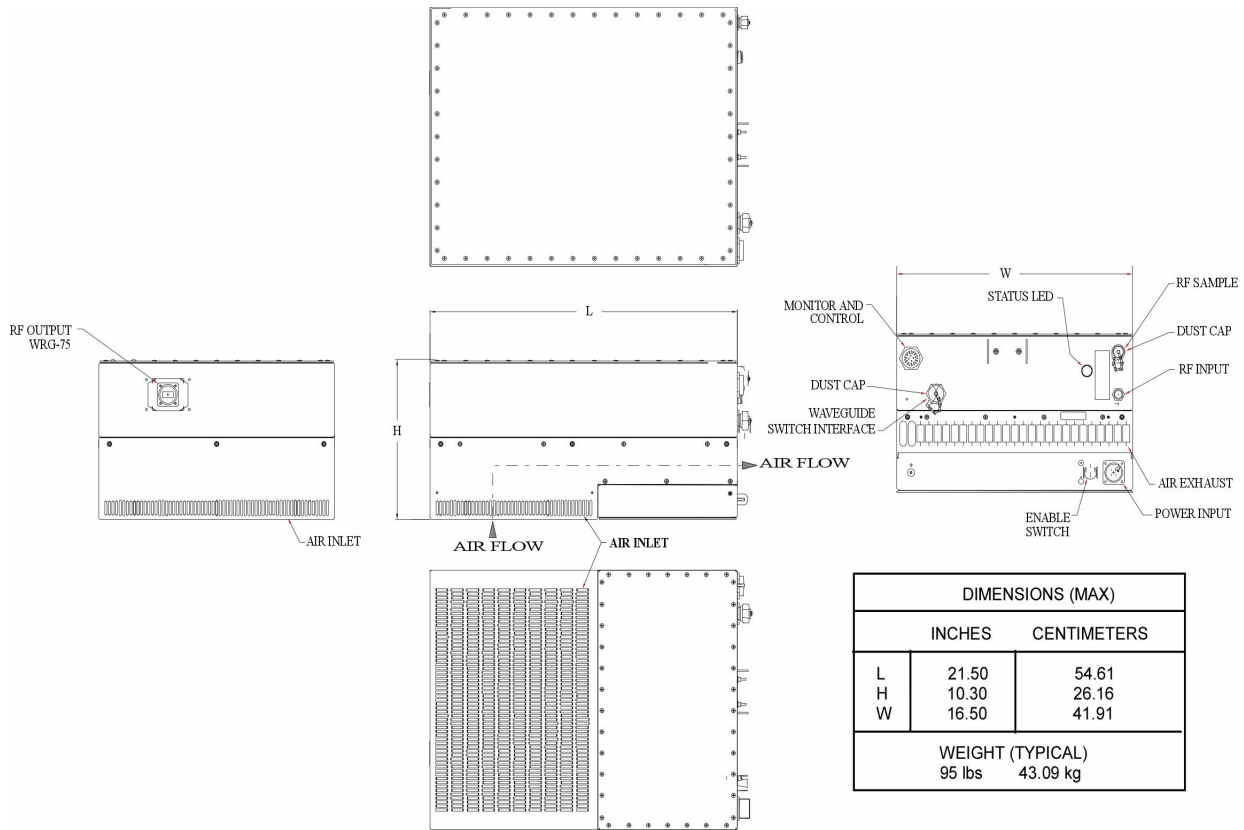 L
W
RF SAMPLE
STATUS LED
MONITOR AND
CONTROL
DUST CAP
RF OUTPUT
WRG-75
RF INPUT
DUST CAP
WAVEGUIDE
SWITCH INTERFACE
H
AIR FLOW
AIR EXHAUST
POWER INPUT
ENABLE
SWITCH
AIR INLET
AIR FLOW
AIR INLET
DIMENSIONS (MAX)
INCHES CENTIMETERS
L 21.50 54.61
H 10.30 26.16
W 16.50 41.91
WEIGHT (TYPICAL)
95 lbs 43.09 kg